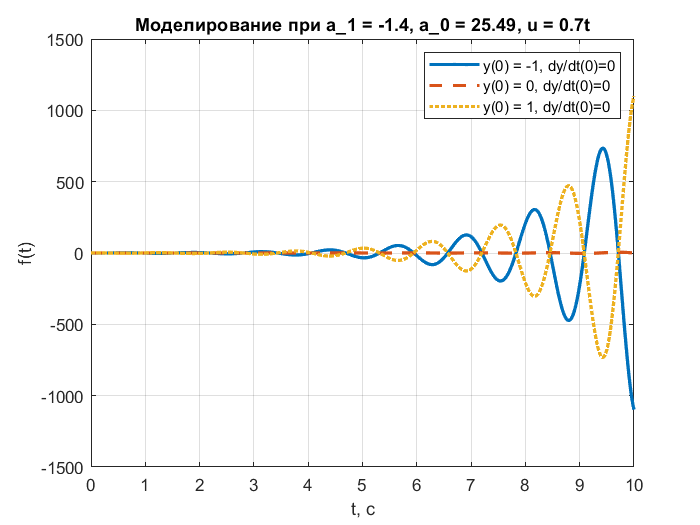 Моделирование при a_1 = -1.4, a_0 = 25.49, u = 0.7t
1500
1000
500
0
-500
-1000
-1500
f(t)
y(0) = -1, dy/dt(0)=0
y(0) = 0, dy/dt(0)=0
y(0) = 1, dy/dt(0)=0
0 1 2 3 4 5 6 7 8 9 10
t, c